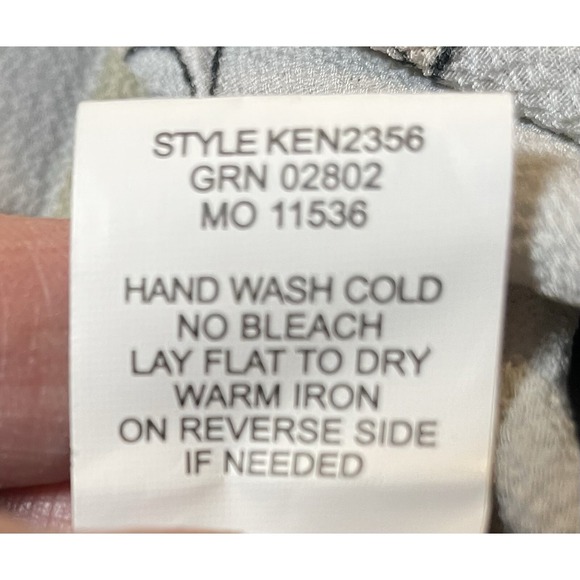 STYLE KEN2356
GRN 02802
MO 11536
HAND WASH COLD
NO BLEACH
LAY FLAT TO DRY
WARM IRON
ON REVERSE SIDE
IF NEEDED